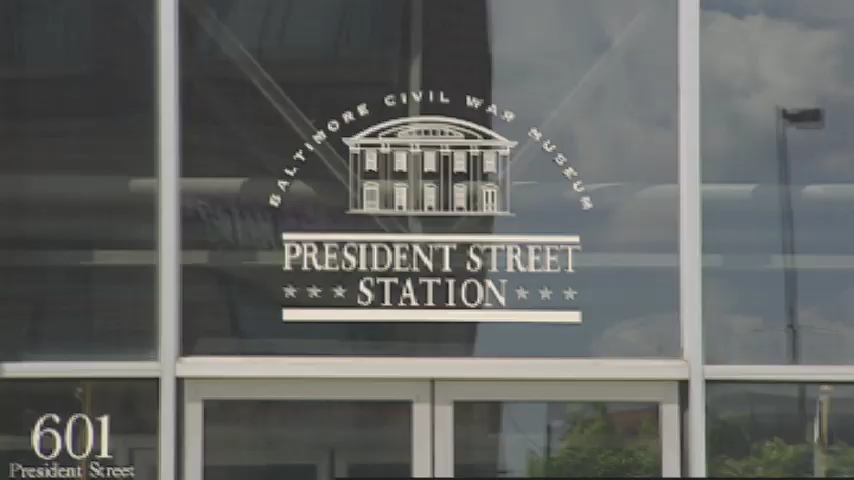 BALTIMORE CIVIL WAR MUSEUM
PRESIDENT STREET
STATION
601
President Street